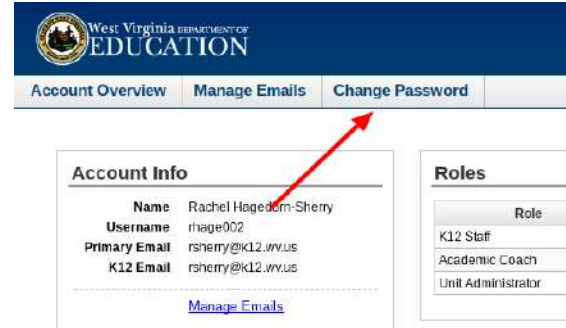 West Virginia DEPARTMENT OF
EDUCATION
Account Overview Manage Emails Change Password
Account Info
Name Rachel Hagedorn-Sherry
Username rhage002
Primary Email rsherry@k12.wv.us
K12 Email rsherry@k12.wv.us
Manage Emails
Roles
Role
K12 Staff
Academic Coach
Unit Administrator